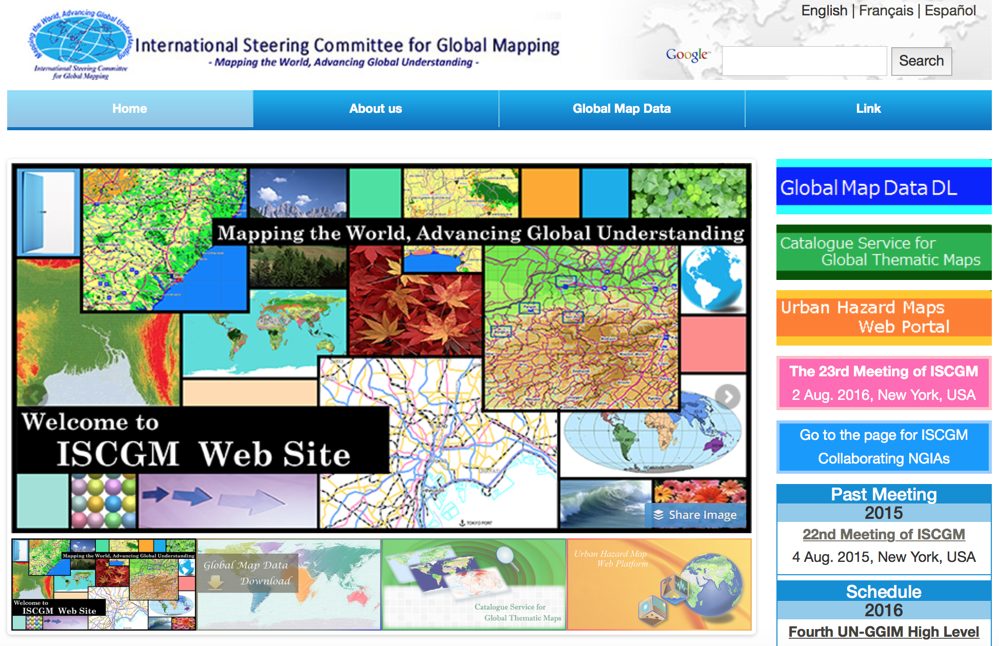 English | Français | Español
Mapping the World, Advancing Global Understanding
International Steering Committee
for Global Mapping
International Steering Committee for Global Mapping
- Mapping the World, Advancing Global Understanding -
Google
Search
Home
About us
Global Map Data
Link
Mapping the World, Advancing Global Understanding
Welcome to
ISCGM Web Site
TOKYO PORT
Share Image
Mapping the World, Advancing Global Understanding
Welcome to
ISCGM Web Site
Global Map Data
Download
Catalogue Service for
Global Thematic Maps
Urban Hazard Map
Web Platform
Global Map Data DL
Catalogue Service for
Global Thematic Maps
Urban Hazard Maps
Web Portal
The 23rd Meeting of ISCGM
2 Aug. 2016, New York, USA
Go to the page for ISCGM
Collaborating NGIAs
Past Meeting
2015
22nd Meeting of ISCGM
4 Aug. 2015, New York, USA
Schedule
2016
Fourth UN-GGIM High Level